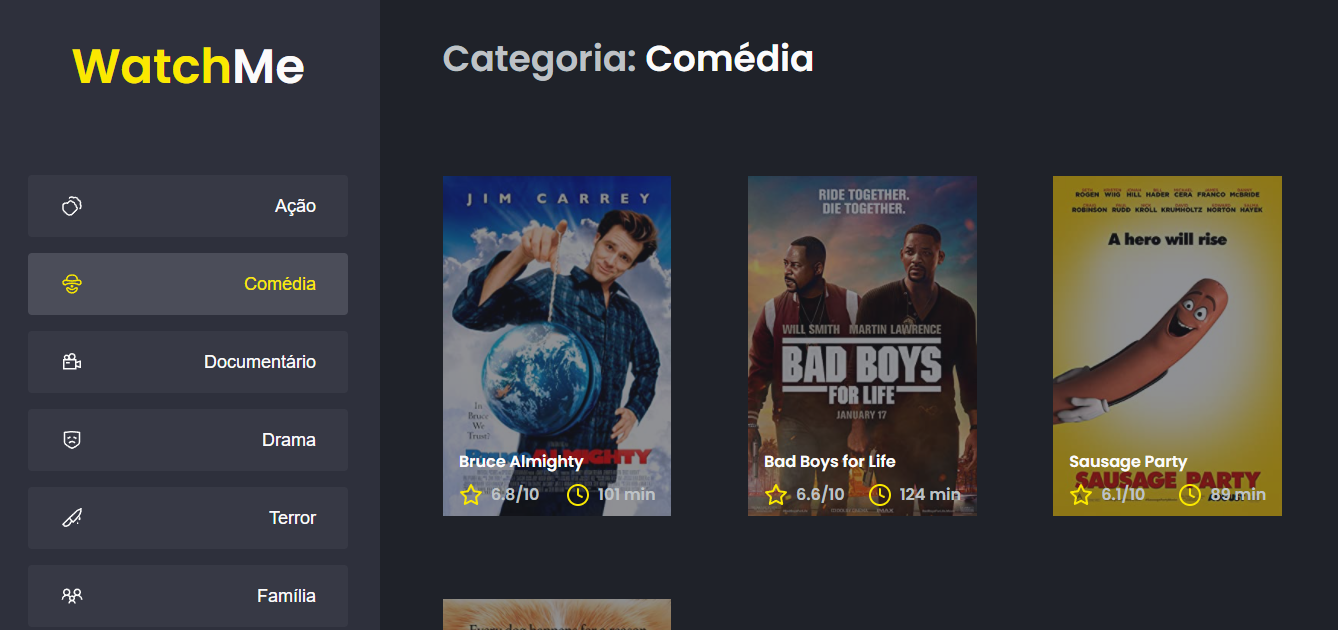 WatchMe
Ação
Comédia
Documentário
Drama
Terror
Família
Categoria: Comédia
JIM CARREY
In
Bruce
We
Trust?
BRUCE ALMIGHTY
Bruce Almighty
6.8/10 101 min
RIDE TOGETHER.
DIE TOGETHER.
WILL SMITH MARTIN LAWRENCE
BAD BOYS
FOR LIFE
JANUARY 17
Bad Boys for Life
6.6/10 124 min
IMAX
ROGEN WIIG HILL HADER CERA FRANCO McBRIDE
ROBINSON RUDD KROLL KRUMHOLTZ NORTON HAYEK
A hero will rise
Sausage Party
SAUSAGE PARTY
6.1/10 89 min